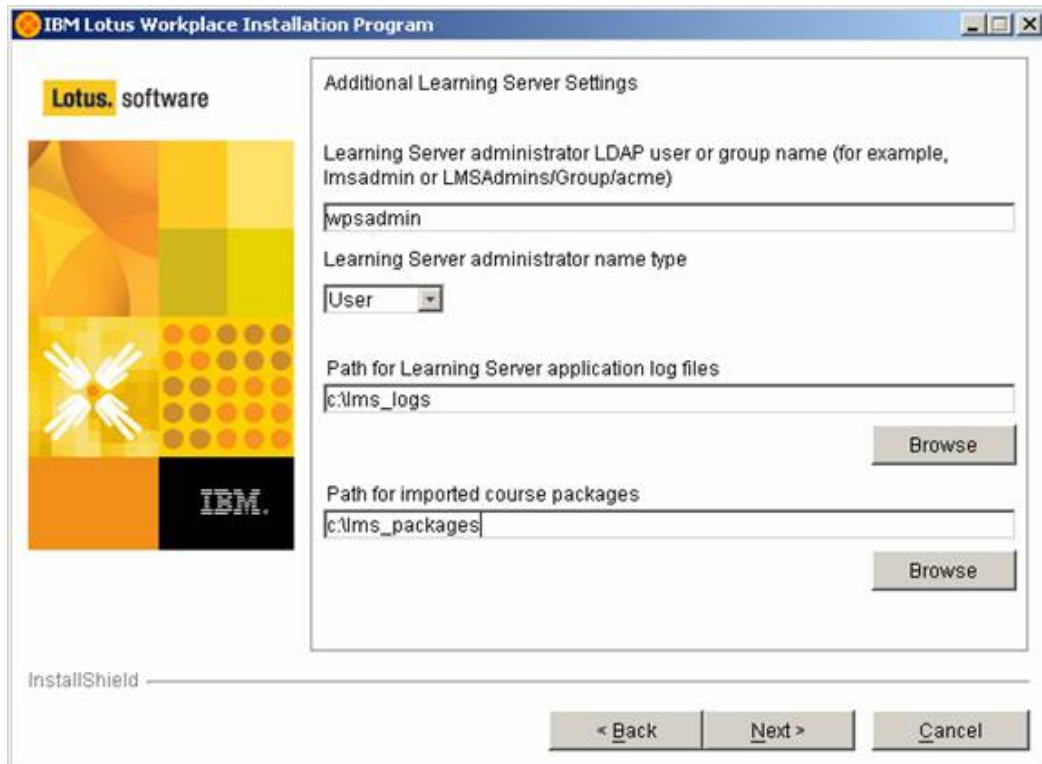 IBM Lotus Workplace Installation Program
Lotus. software
IBM.
Additional Learning Server Settings
Learning Server administrator LDAP user or group name (for example,
lmsadmin or LMSAdmins/Group/acme)
wpsadmin
Learning Server administrator name type
User
Path for Learning Server application log files
c:\lms_logs
Browse
Path for imported course packages
c:\lms_packages
Browse
InstallShield
< Back
Next >
Cancel